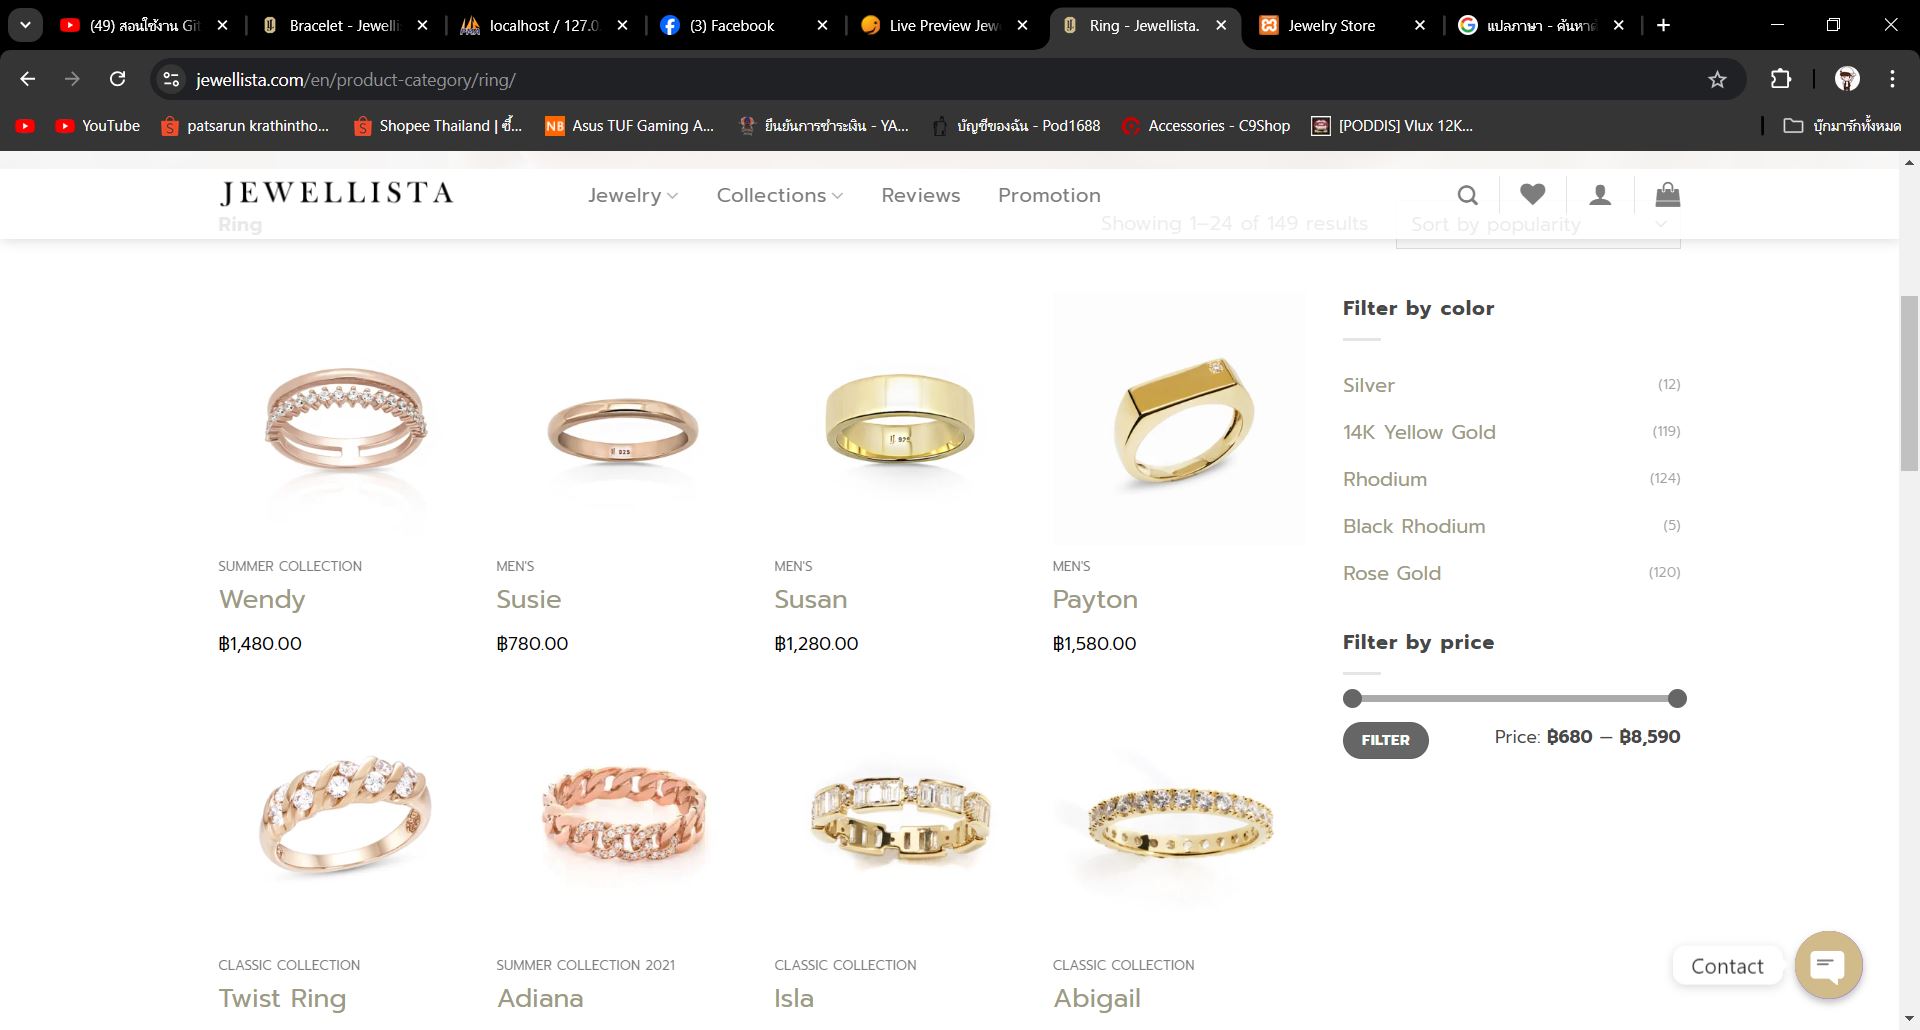 (49) สอนใช้งาน Git
Bracelet - Jewelli
localhost / 127.0.
(3) Facebook
Live Preview Jew
Ring - Jewellista.
Jewelry Store
แปลภาษา - ค้นหาด้
jewellista.com/en/product-category/ring/
YouTube
patsarun krathintho...
Shopee Thailand | ซื้...
Asus TUF Gaming A...
ยืนยันการชำระเงิน - YA...
บัญชีของฉัน - Pod1688
Accessories - C9Shop
[PODDIS] Vlux 12K...
บุ๊กมาร์กทั้งหมด
JEWELLISTA
Jewelry
Collections
Reviews
Promotion
Ring
Showing 1–24 of 149 results
Sort by popularity
Filter by color
Silver (12)
14K Yellow Gold (119)
Rhodium (124)
Black Rhodium (5)
Rose Gold (120)
Filter by price
FILTER
Price: ฿680 — ฿8,590
SUMMER COLLECTION
Wendy
฿1,480.00
925
MEN'S
Susie
฿780.00
925
MEN'S
Susan
฿1,280.00
MEN'S
Payton
฿1,580.00
CLASSIC COLLECTION
Twist Ring
SUMMER COLLECTION 2021
Adiana
CLASSIC COLLECTION
Isla
CLASSIC COLLECTION
Abigail
Contact